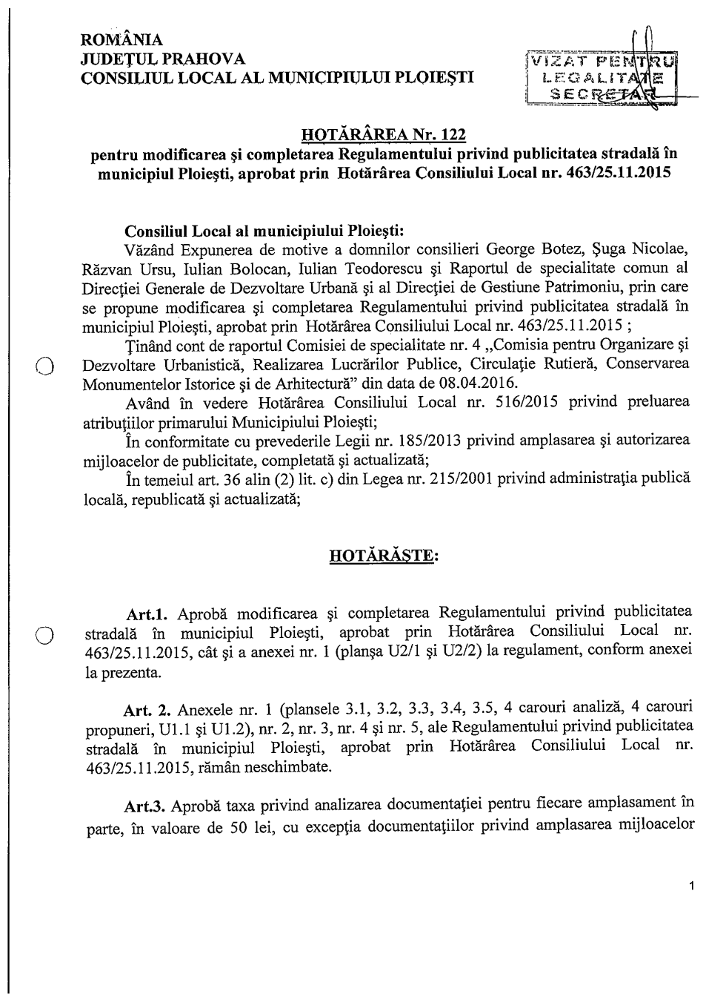 ROMÂNIA
JUDEŢUL PRAHOVA
CONSILIUL LOCAL AL MUNICIPIULUI PLOIEŞTI
VIZAT PENTRU
LEGALITATE
SECRETAR
HOTĂRÂREA Nr. 122
pentru modificarea şi completarea Regulamentului privind publicitatea stradală în
municipiul Ploieşti, aprobat prin Hotărârea Consiliului Local nr. 463/25.11.2015
Consiliul Local al municipiului Ploieşti:
Văzând Expunerea de motive a domnilor consilieri George Botez, Şuga Nicolae,
Răzvan Ursu, Iulian Bolocan, Iulian Teodorescu şi Raportul de specialitate comun al
Direcţiei Generale de Dezvoltare Urbană şi al Direcţiei de Gestiune Patrimoniu, prin care
se propune modificarea şi completarea Regulamentului privind publicitatea stradală în
municipiul Ploieşti, aprobat prin Hotărârea Consiliului Local nr. 463/25.11.2015 ;
Ţinând cont de raportul Comisiei de specialitate nr. 4 ,,Comisia pentru Organizare şi
Dezvoltare Urbanistică, Realizarea Lucrărilor Publice, Circulaţie Rutieră, Conservarea
Monumentelor Istorice şi de Arhitectură” din data de 08.04.2016.
Având în vedere Hotărârea Consiliului Local nr. 516/2015 privind preluarea
atribuţiilor primarului Municipiului Ploieşti;
În conformitate cu prevederile Legii nr. 185/2013 privind amplasarea şi autorizarea
mijloacelor de publicitate, completată şi actualizată;
În temeiul art. 36 alin (2) lit. c) din Legea nr. 215/2001 privind administraţia publică
locală, republicată şi actualizată;
HOTĂRĂŞTE:
Art.1. Aprobă modificarea şi completarea Regulamentului privind publicitatea
stradală în municipiul Ploieşti, aprobat prin Hotărârea Consiliului Local nr.
463/25.11.2015, cât şi a anexei nr. 1 (planşa U2/1 şi U2/2) la regulament, conform anexei
la prezenta.
Art. 2. Anexele nr. 1 (plansele 3.1, 3.2, 3.3, 3.4, 3.5, 4 carouri analiză, 4 carouri
propuneri, U1.1 şi U1.2), nr. 2, nr. 3, nr. 4 şi nr. 5, ale Regulamentului privind publicitatea
stradală în municipiul Ploieşti, aprobat prin Hotărârea Consiliului Local nr.
463/25.11.2015, rămân neschimbate.
Art.3. Aprobă taxa privind analizarea documentaţiei pentru fiecare amplasament în
parte, în valoare de 50 lei, cu excepţia documentaţiilor privind amplasarea mijloacelor
1